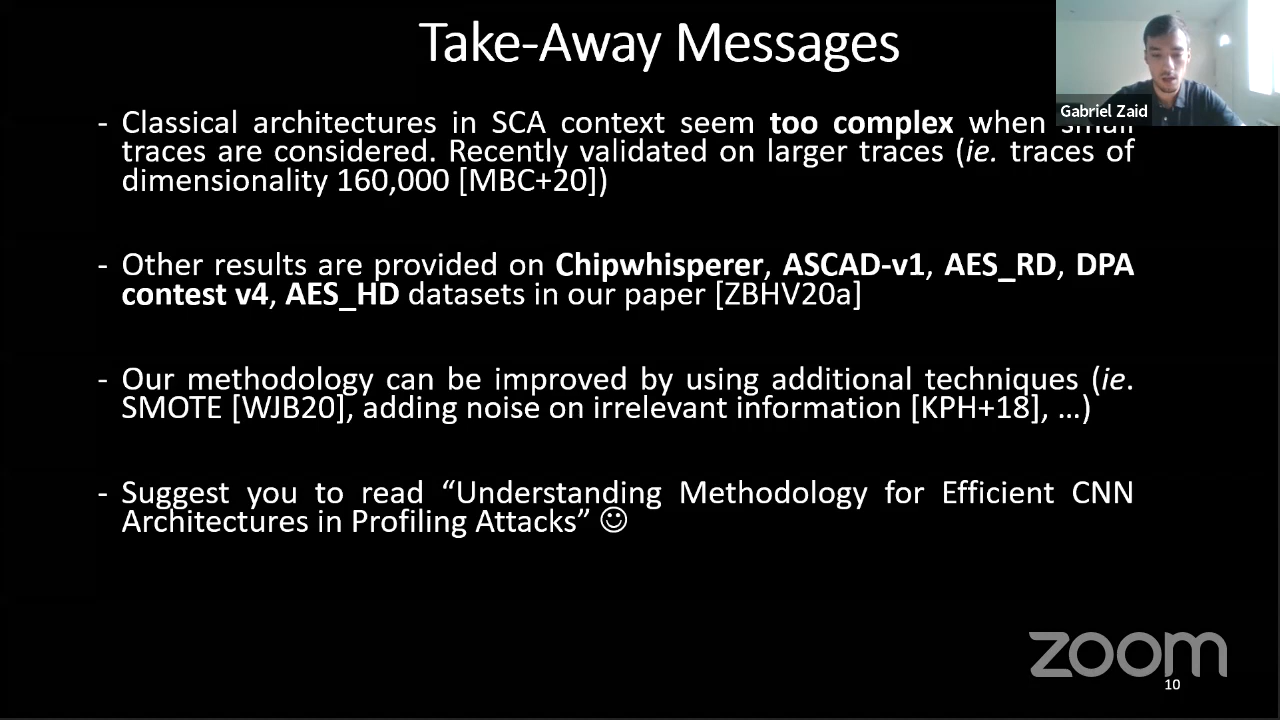 Take-Away Messages
Gabriel Zaid
- Classical architectures in SCA context seem too complex when small
traces are considered. Recently validated on larger traces (ie. traces of
dimensionality 160,000 [MBC+20])
- Other results are provided on Chipwhisperer, ASCAD-v1, AES_RD, DPA
contest v4, AES_HD datasets in our paper [ZBHV20a]
- Our methodology can be improved by using additional techniques (ie.
SMOTE [WJB20], adding noise on irrelevant information [KPH+18], …)
- Suggest you to read “Understanding Methodology for Efficient CNN
Architectures in Profiling Attacks” ☺
zoom
10